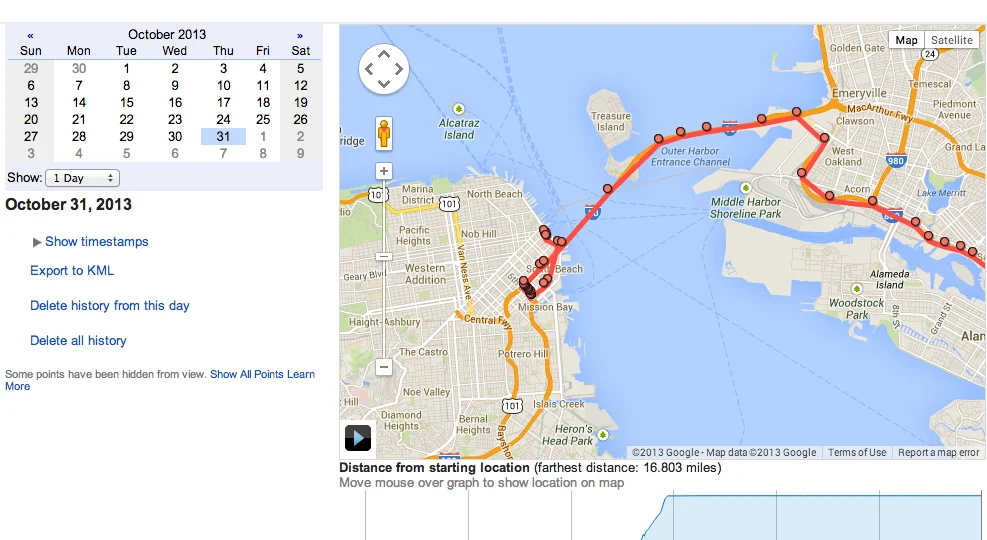 « October 2013 »
Sun Mon Tue Wed Thu Fri Sat
29 30 1 2 3 4 5
6 7 8 9 10 11 12
13 14 15 16 17 18 19
20 21 22 23 24 25 26
27 28 29 30 31 1 2
3 4 5 6 7 8 9
Show: 1 Day
October 31, 2013
Show timestamps
Export to KML
Delete history from this day
Delete all history
Some points have been hidden from view. Show All Points Learn
More
Map Satellite
Golden Gate
24
Temescal
Emeryville
MacArthur Fwy
Piedmont
Avenue
Clawson
Grand La
West
Oakland
980
Acorn
Lake Merritt
Treasure
Island
Alcatraz
Island
ridge
Outer Harbor
Entrance Channel
Middle Harbor
Shoreline Park
Marina
District
101
North Beach
Pacific
Heights
Nob Hill
Van Ness Ave
Geary Blvd
Western
Addition
South Beach
Mission Bay
Haight-Ashbury
Central Fwy
The Castro
Potrero Hill
Noe Valley
101
Islais Creek
Hill
Diamond
Heights
Bernal
Heights
Bayshor
Heron's
Head Park
Alameda
Island
Woodstock
Park
8th St
Grand St
Alan
©2013 Google - Map data ©2013 Google
Terms of Use
Report a map error
Distance from starting location (farthest distance: 16.803 miles)
Move mouse over graph to show location on map